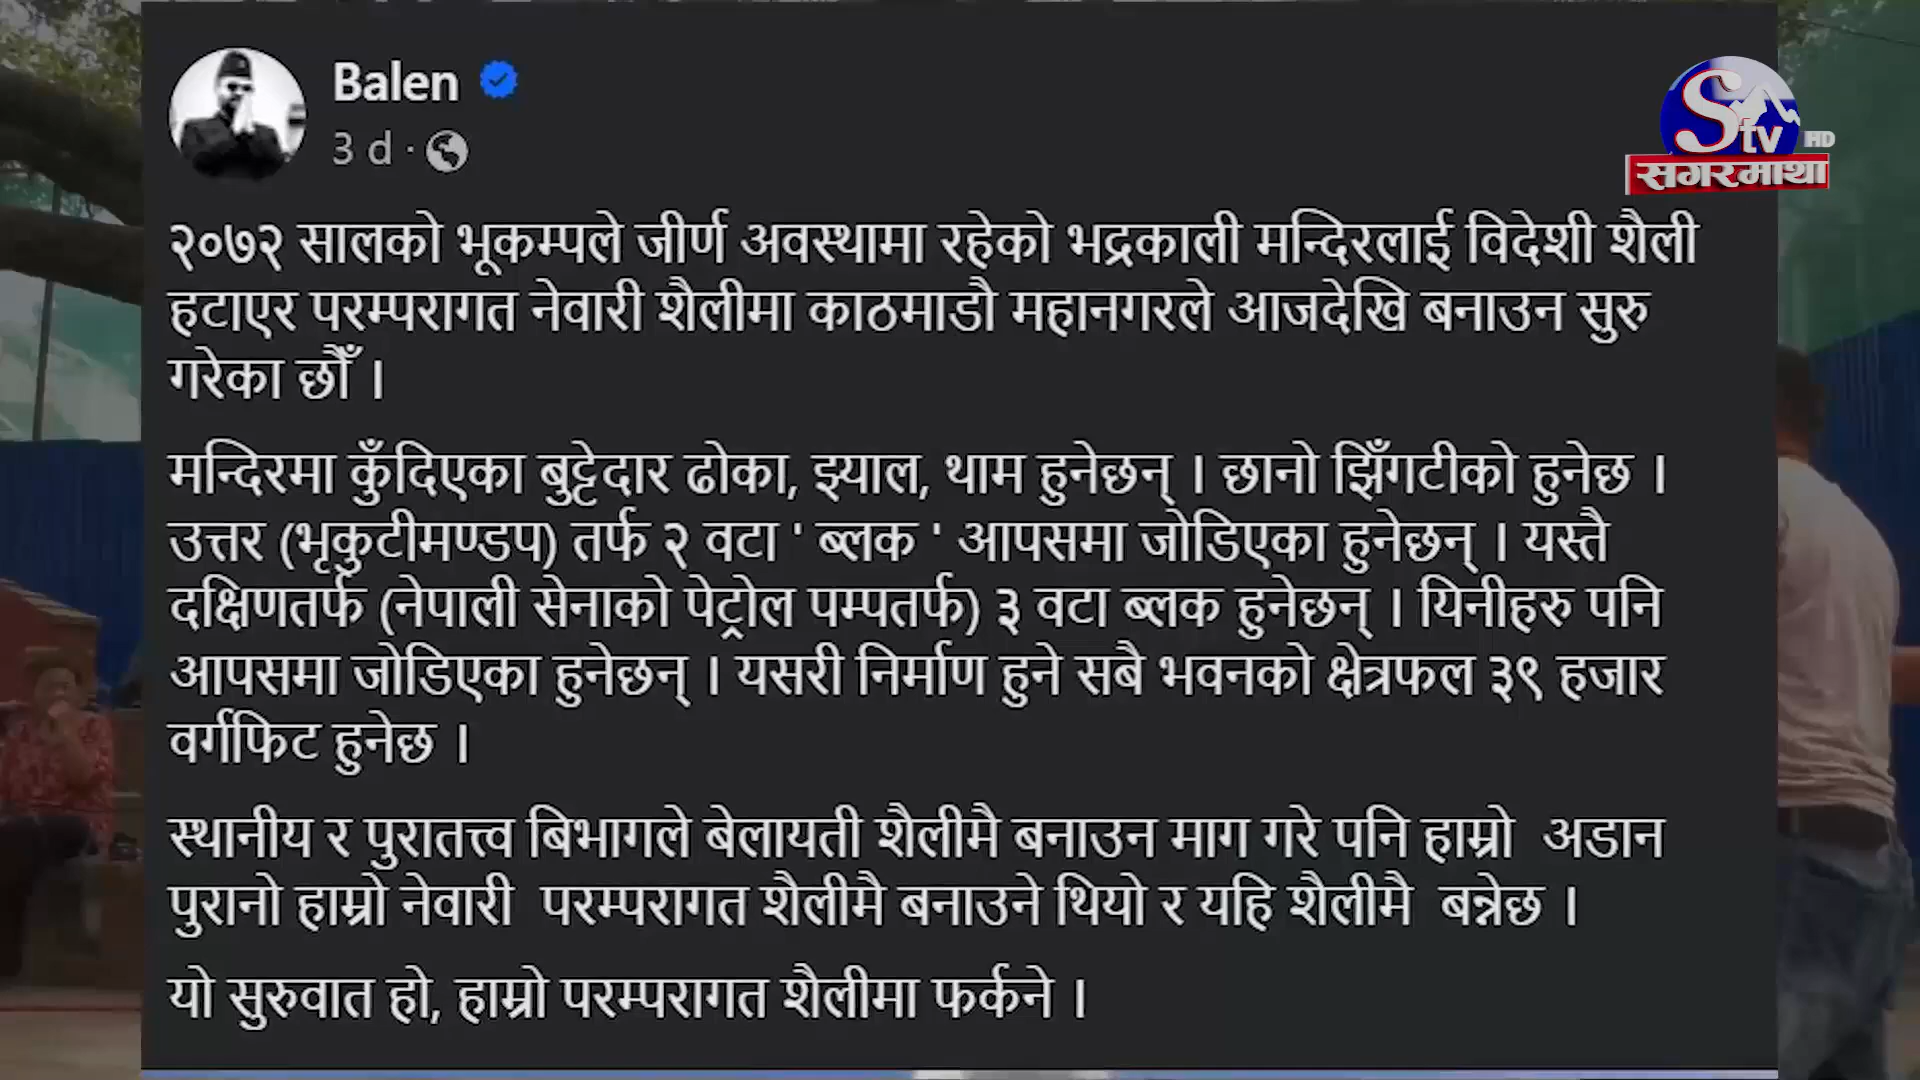 Balen
3 d ·
Stv HD
सगरमाथा
२०७२ सालको भूकम्पले जीर्ण अवस्थामा रहेको भद्रकाली मन्दिरलाई विदेशी शैली
हटाएर परम्परागत नेवारी शैलीमा काठमाडौ महानगरले आजदेखि बनाउन सुरु
गरेका छौँ ।
मन्दिरमा कुँदिएका बुट्टेदार ढोका, झ्याल, थाम हुनेछन् । छानो झिँगटीको हुनेछ ।
उत्तर (भृकुटीमण्डप) तर्फ २ वटा ' ब्लक ' आपसमा जोडिएका हुनेछन् । यस्तै
दक्षिणतर्फ (नेपाली सेनाको पेट्रोल पम्पतर्फ) ३ वटा ब्लक हुनेछन् । यिनीहरु पनि
आपसमा जोडिएका हुनेछन् । यसरी निर्माण हुने सबै भवनको क्षेत्रफल ३९ हजार
वर्गफिट हुनेछ ।
स्थानीय र पुरातत्त्व बिभागले बेलायती शैलीमै बनाउन माग गरे पनि हाम्रो अडान
पुरानो हाम्रो नेवारी परम्परागत शैलीमै बनाउने थियो र यहि शैलीमै बन्नेछ ।
यो सुरुवात हो, हाम्रो परम्परागत शैलीमा फर्कने ।